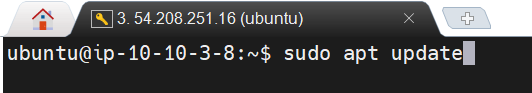 3. 54.208.251.16 (ubuntu)
ubuntu@ip-10-10-3-8:~$ sudo apt update